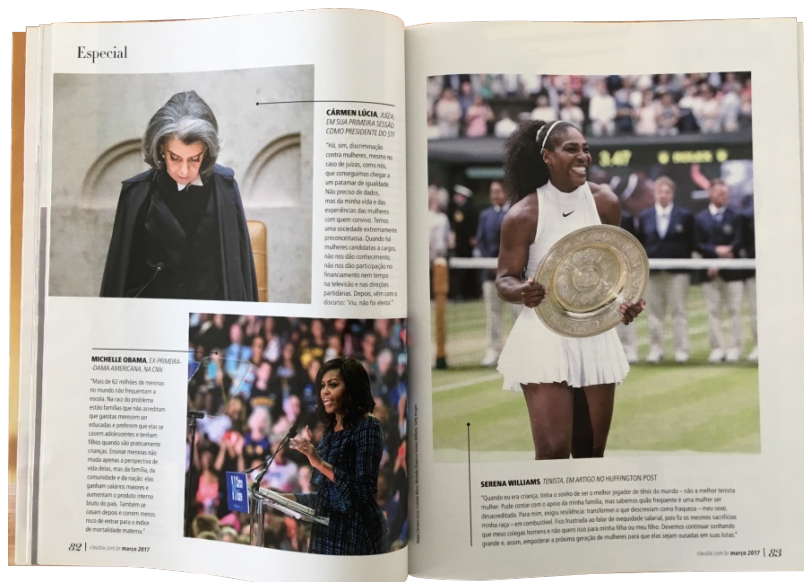 Especial
CÁRMEN LÚCIA, JUÍZA,
EM SUA PRIMEIRA SESSÃO
COMO PRESIDENTE DO STF
"Há, sim, discriminação
contra mulheres, mesmo no
caso de juízas, como nós,
que conseguimos chegar a
um patamar de igualdade.
Não preciso de dados,
mas da minha vida e das
experiências das mulheres
com quem convivo. Temos
uma sociedade extremamente
preconceituosa. Quando há
mulheres candidatas a cargos,
não nos dão conhecimento,
não nos dão participação no
financiamento nem tempo
na televisão e nas direções
partidárias. Depois, vêm com o
discurso: 'Viu, não foi eleita'."
MICHELLE OBAMA, EX-PRIMEIRA-
-DAMA AMERICANA, NA CNN
"Mais de 62 milhões de meninas
no mundo não frequentam a
escola. Na raiz do problema
estão famílias que não acreditam
que garotas merecem ser
educadas e preferem que elas se
casem adolescentes e tenham
filhos quando são praticamente
crianças. Ensinar meninas não
muda apenas a perspectiva de
vida delas, mas da família, da
comunidade e da nação: elas
ganham salários maiores e
aumentam o produto interno
bruto do país. Também se
casam depois e correm menos
risco de entrar para o índice
de mortalidade materna."
82 | claudia.com.br março 2017
3:47
SERENA WILLIAMS, TENISTA, EM ARTIGO NO HUFFINGTON POST
"Quando eu era criança, tinha o sonho de ser o melhor jogador de tênis do mundo – não a melhor tenista
mulher. Pude contar com o apoio da minha família, mas sabemos quão frequente é uma mulher ser
desacreditada. Para mim, exigiu resiliência: transformei o que descreviam como fraqueza – meu sexo,
minha raça – em combustível. Fico frustrada ao falar de inequidade salarial, pois fiz os mesmos sacrifícios
que meus colegas homens e não quero isso para minha filha ou meu filho. Devemos continuar sonhando
grande e, assim, empoderar a próxima geração de mulheres para que elas sejam ousadas em suas lutas."
claudia.com.br março 2017 | 83